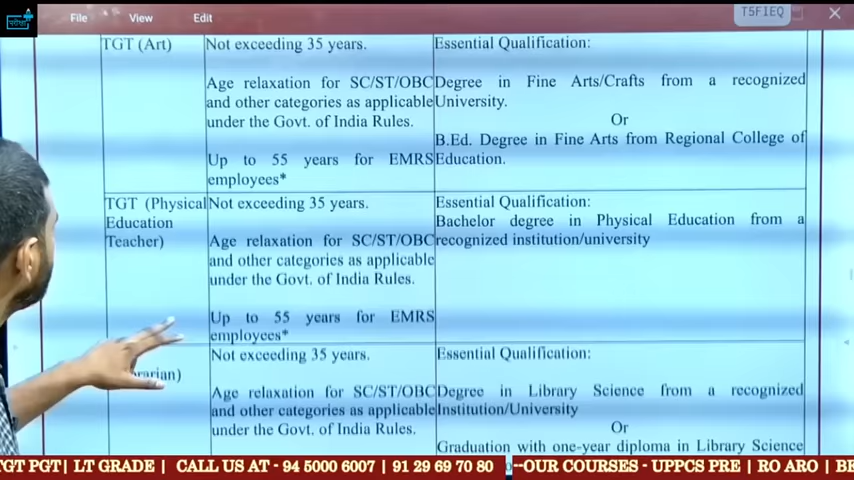 परीक्षा
File View Edit
T5F1EQ
TGT (Art)
Not exceeding 35 years.
Age relaxation for SC/ST/OBC
and other categories as applicable
under the Govt. of India Rules.
Up to 55 years for EMRS
employees*
Essential Qualification:
Degree in Fine Arts/Crafts from a recognized
University.
Or
B.Ed. Degree in Fine Arts from Regional College of
Education.
TGT (Physical
Education
Teacher)
Not exceeding 35 years.
Age relaxation for SC/ST/OBC
and other categories as applicable
under the Govt. of India Rules.
Up to 55 years for EMRS
employees*
Essential Qualification:
Bachelor degree in Physical Education from a
recognized institution/university
rarian)
Not exceeding 35 years.
Age relaxation for SC/ST/OBC
and other categories as applicable
under the Govt. of India Rules.
Essential Qualification:
Degree in Library Science from a recognized
Institution/University
Or
Graduation with one-year diploma in Library Science
TGT PGT| LT GRADE | CALL US AT - 94 5000 6007 | 91 29 69 70 80 --OUR COURSES - UPPCS PRE | RO ARO | BE